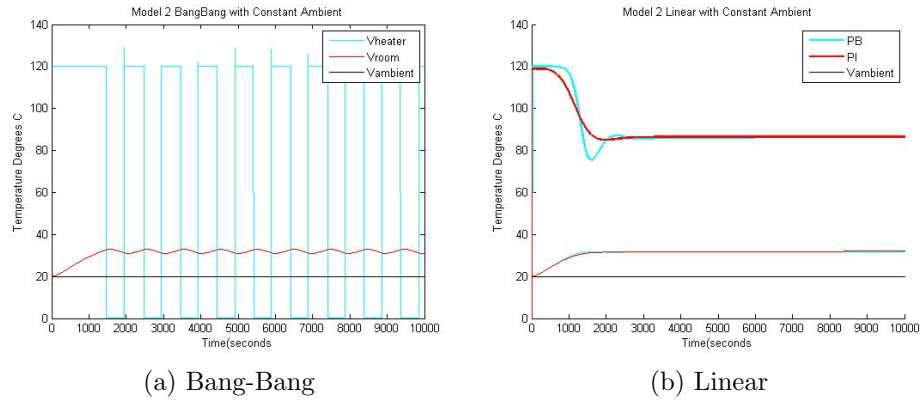 Model 2 BangBang with Constant Ambient
140
120
100
80
60
40
20
0
Temperature Degrees C
Vheater
Vroom
Vambient
0 1000 2000 3000 4000 5000 6000 7000 8000 9000 10000
Time(seconds
(a) Bang-Bang
Model 2 Linear with Constant Ambient
140
120
100
80
60
40
20
0
Temperature Degrees C
PB
PI
Vambient
0 1000 2000 3000 4000 5000 6000 7000 8000 9000 10000
Time(seconds
(b) Linear